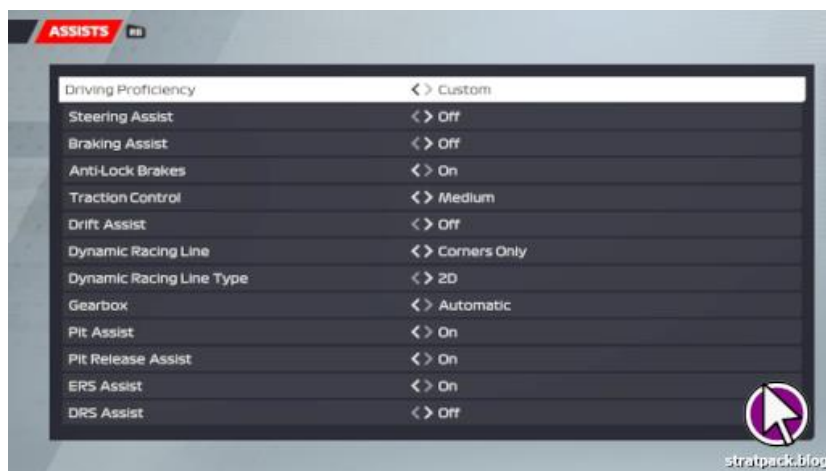 ASSISTS RB
Driving Proficiency Custom
Steering Assist Off
Braking Assist Off
Anti-Lock Brakes On
Traction Control Medium
Drift Assist Off
Dynamic Racing Line Corners Only
Dynamic Racing Line Type 2D
Gearbox Automatic
Pit Assist On
Pit Release Assist On
ERS Assist On
DRS Assist Off
stratpack.blog